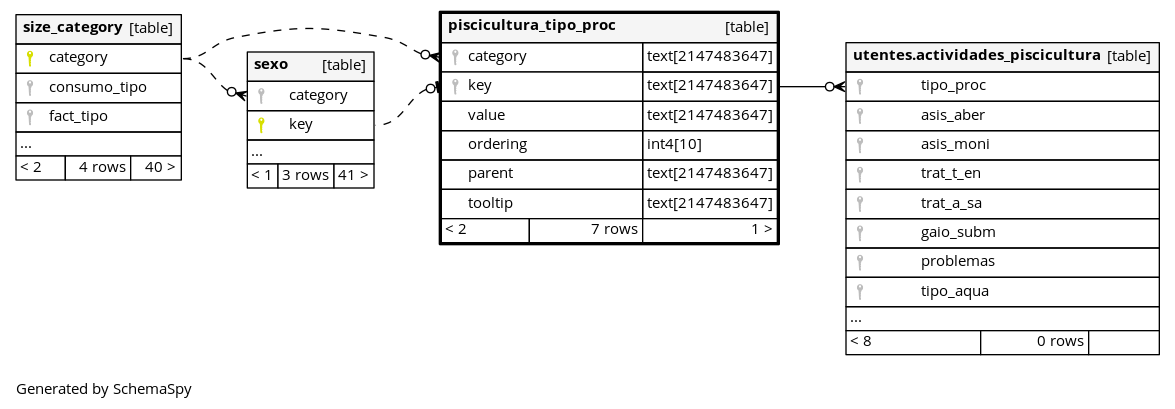 size_category [table]
category
consumo_tipo
fact_tipo
...
< 2 4 rows 40 >
sexo [table]
category
key
...
< 1 3 rows 41 >
piscicultura_tipo_proc [table]
category text[2147483647]
key text[2147483647]
value text[2147483647]
ordering int4[10]
parent text[2147483647]
tooltip text[2147483647]
< 2 7 rows 1 >
utentes.actividades_piscicultura [table]
tipo_proc
asis_aber
asis_moni
trat_t_en
trat_a_sa
gaio_subm
problemas
tipo_aqua
...
< 8 0 rows
Generated by SchemaSpy